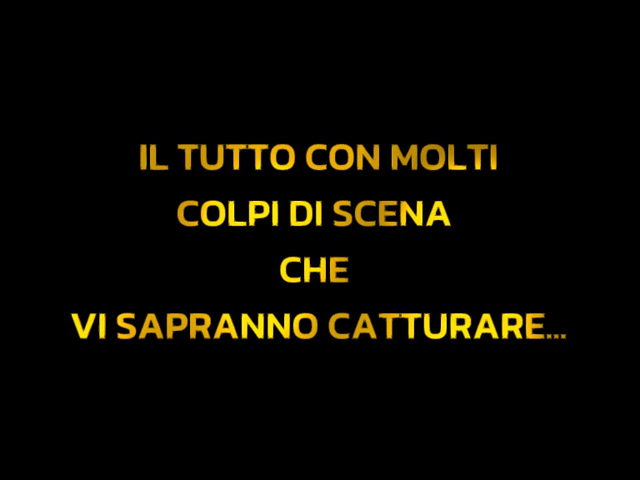 IL TUTTO CON MOLTI
COLPI DI SCENA
CHE
VI SAPRANNO CATTURARE...